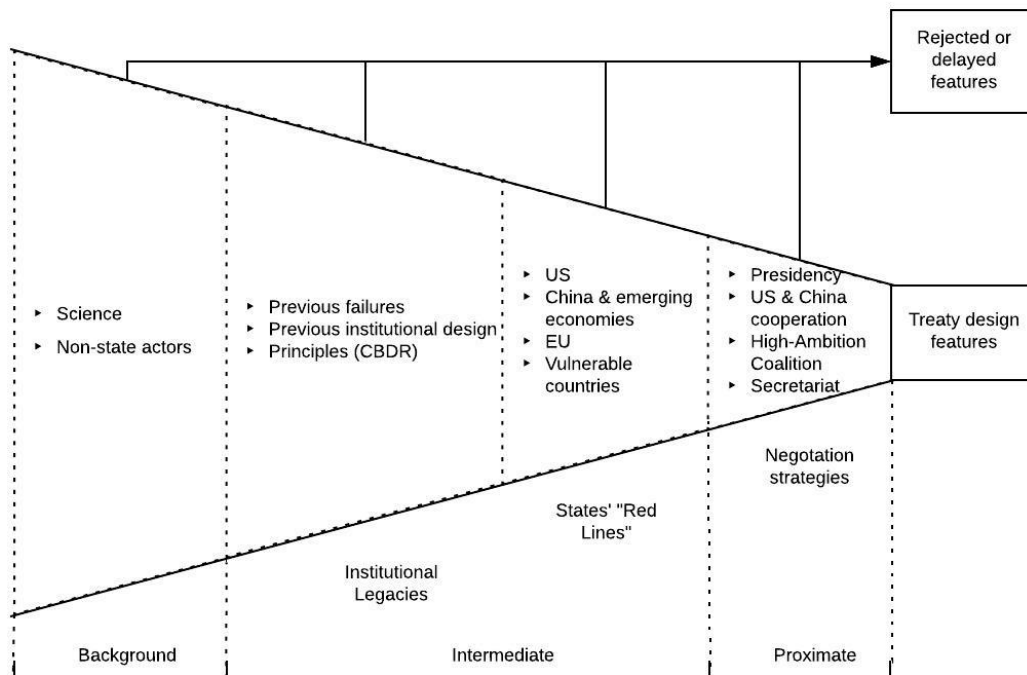 Rejected or
delayed
features
Science
Non-state actors
Previous failures
Previous institutional design
Principles (CBDR)
US
China & emerging
economies
EU
Vulnerable
countries
Presidency
US & China
cooperation
High-Ambition
Coalition
Secretariat
Treaty design
features
Negotation
strategies
States' "Red
Lines"
Institutional
Legacies
Background
Intermediate
Proximate